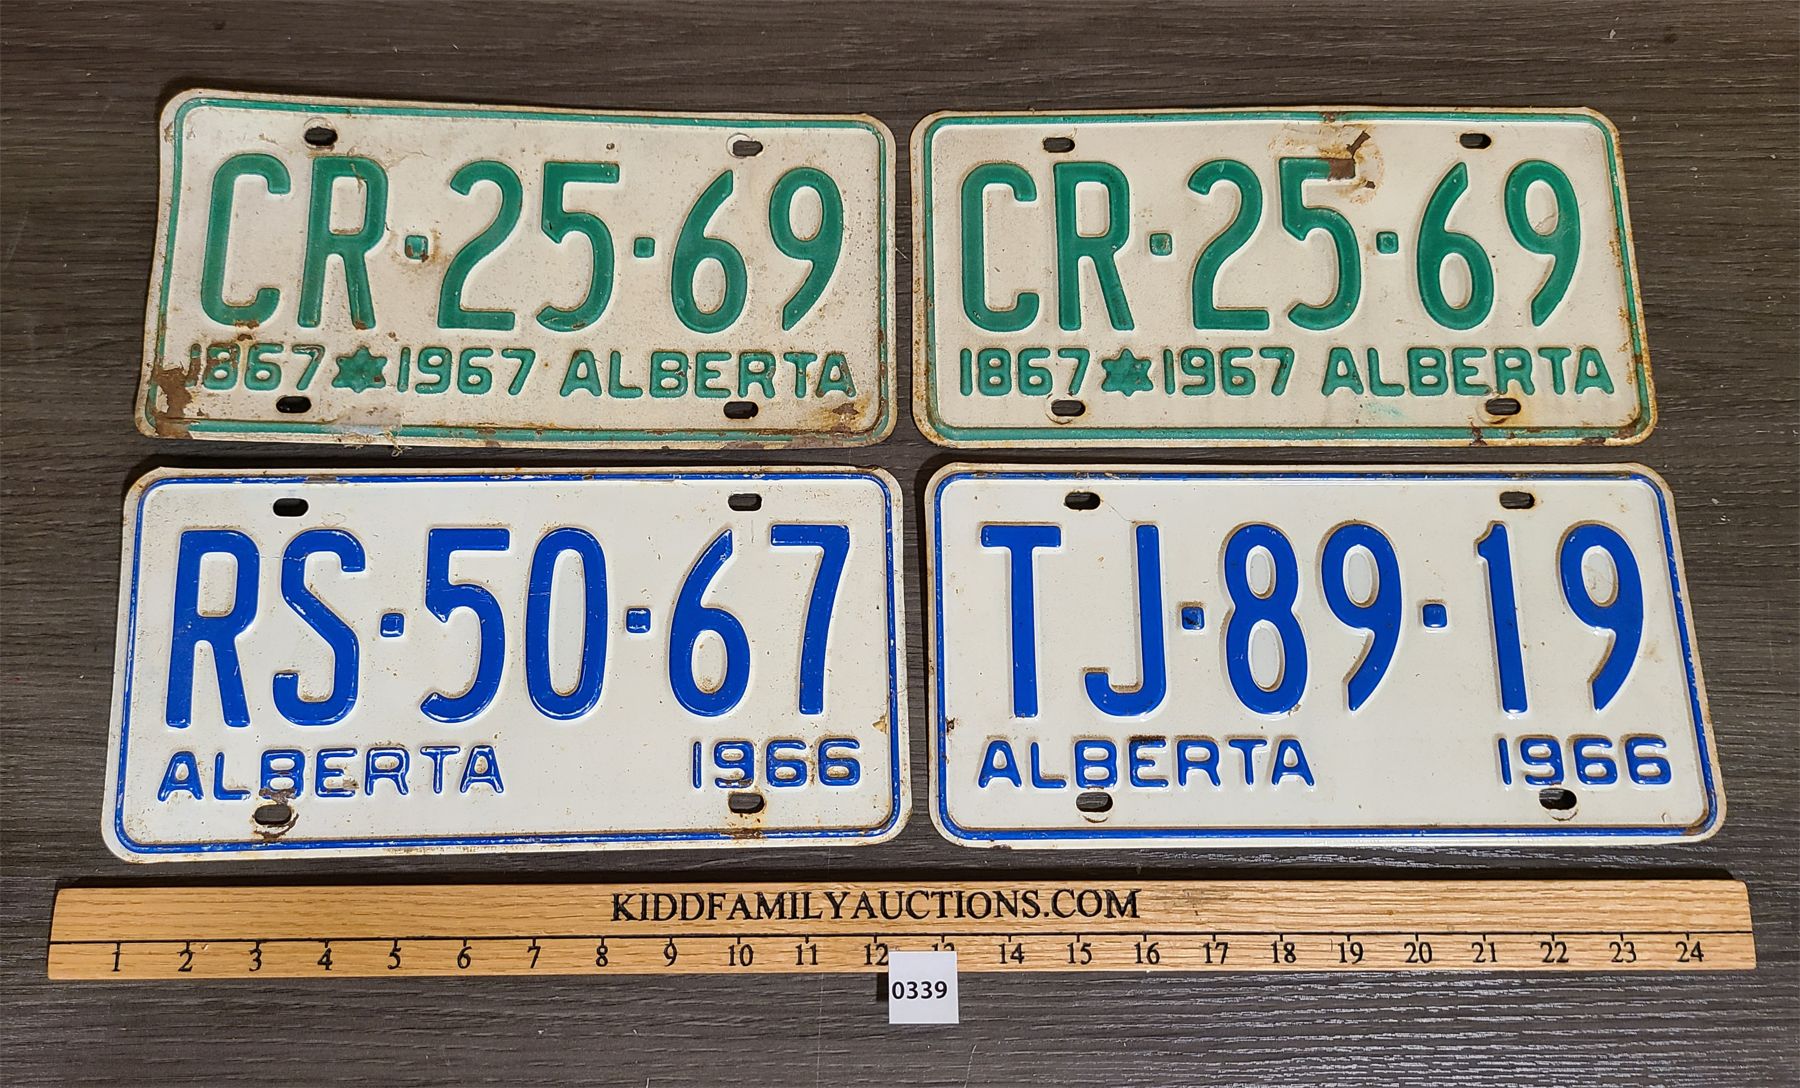 CR·25·69
1867 1967 ALBERTA
CR·25·69
1867 1967 ALBERTA
RS·50·67
ALBERTA 1966
TJ·89·19
ALBERTA 1966
KIDDFAMILYAUCTIONS.COM
1 2 3 4 5 6 7 8 9 10 11 12 13 14 15 16 17 18 19 20 21 22 23 24
0339